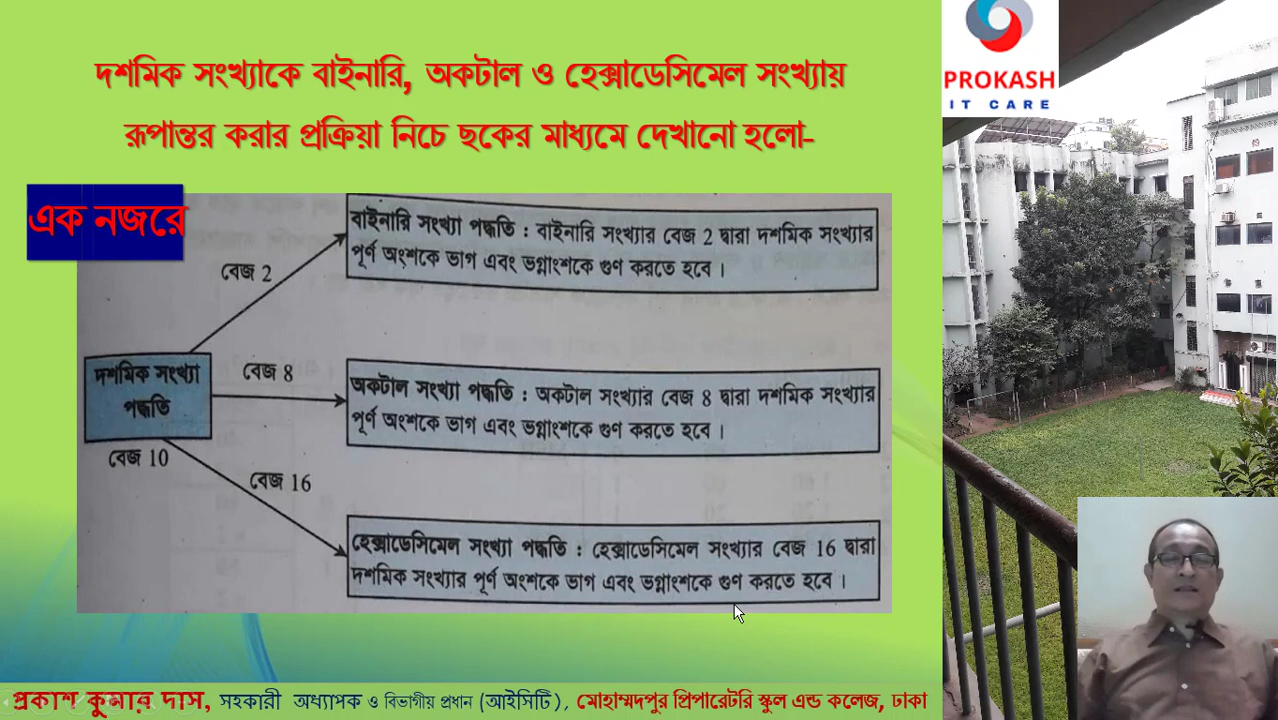 দশমিক সংখ্যাকে বাইনারি, অকটাল ও হেক্সাডেসিমেল সংখ্যায়
রূপান্তর করার প্রক্রিয়া নিচে ছকের মাধ্যমে দেখানো হলো-
এক নজরে
বাইনারি সংখ্যা পদ্ধতি : বাইনারি সংখ্যার বেজ 2 দ্বারা দশমিক সংখ্যার
পূর্ণ অংশকে ভাগ এবং ভগ্নাংশকে গুণ করতে হবে।
বেজ 2
দশমিক সংখ্যা
পদ্ধতি
বেজ 8
অকটাল সংখ্যা পদ্ধতি : অকটাল সংখ্যার বেজ 8 দ্বারা দশমিক সংখ্যার
পূর্ণ অংশকে ভাগ এবং ভগ্নাংশকে গুণ করতে হবে।
বেজ 10
বেজ 16
হেক্সাডেসিমেল সংখ্যা পদ্ধতি : হেক্সাডেসিমেল সংখ্যার বেজ 16 দ্বারা
দশমিক সংখ্যার পূর্ণ অংশকে ভাগ এবং ভগ্নাংশকে গুণ করতে হবে।
প্রকাশ কুমার দাস, সহকারী অধ্যাপক ও বিভাগীয় প্রধান (আইসিটি), মোহাম্মদপুর প্রিপারেটরি স্কুল এন্ড কলেজ, ঢাকা
PROKASH
IT CARE